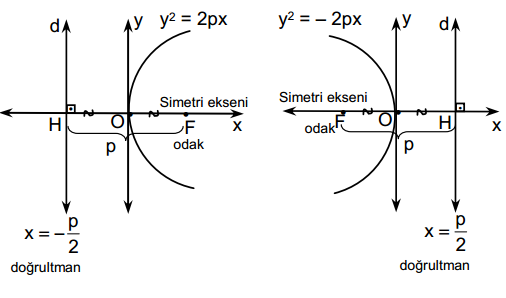 d y y² = 2px
Simetri ekseni
H O F x
p odak
x = -p/2
doğrultman
y² = - 2px y d
Simetri ekseni
odak F O H x
p
x = p/2
doğrultman